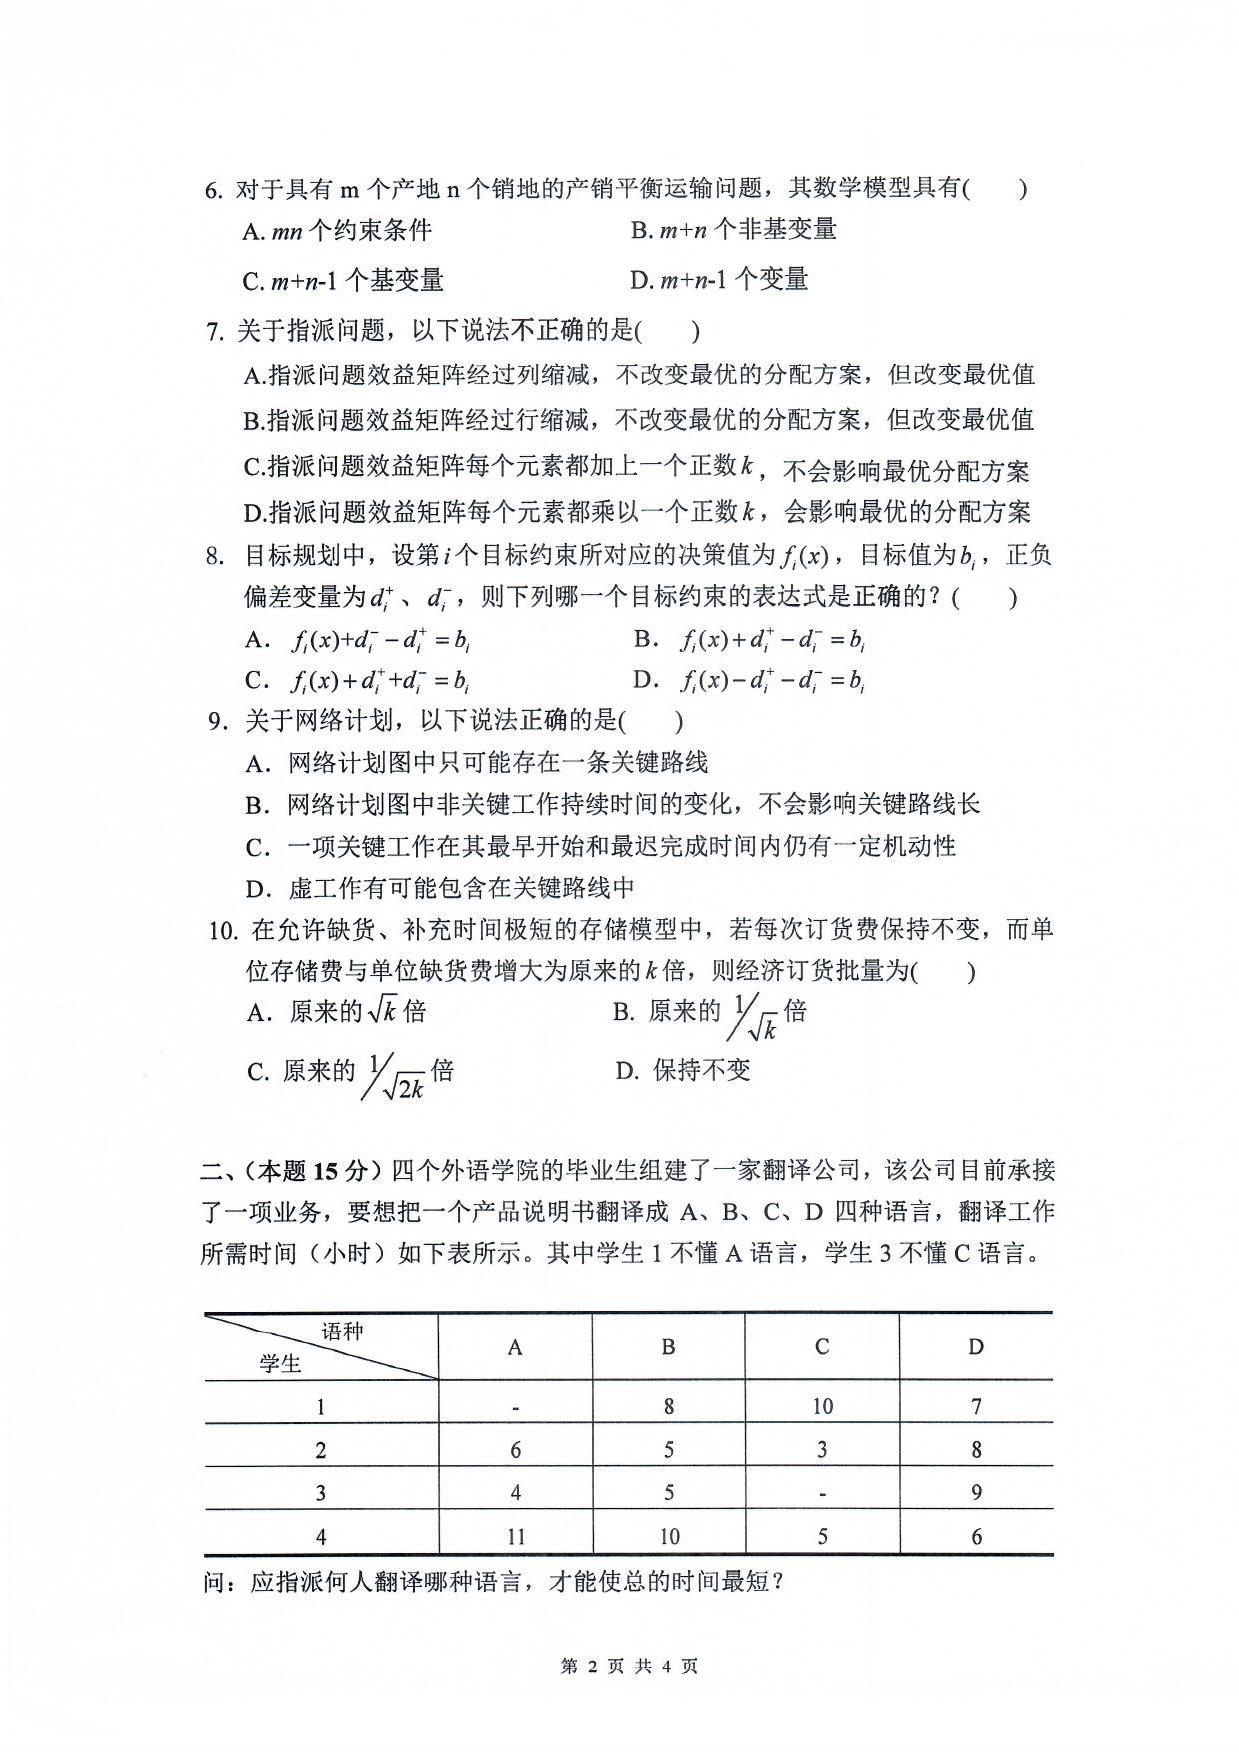 6. 对于具有 m 个产地 n 个销地的产销平衡运输问题，其数学模型具有(　　)
A. mn 个约束条件　　B. m+n 个非基变量
C. m+n-1 个基变量　　D. m+n-1 个变量
7. 关于指派问题，以下说法不正确的是(　　)
A.指派问题效益矩阵经过列缩减，不改变最优的分配方案，但改变最优值
B.指派问题效益矩阵经过行缩减，不改变最优的分配方案，但改变最优值
C.指派问题效益矩阵每个元素都加上一个正数 k，不会影响最优分配方案
D.指派问题效益矩阵每个元素都乘以一个正数 k，会影响最优的分配方案
8. 目标规划中，设第 i 个目标约束所对应的决策值为 fᵢ(x)，目标值为 bᵢ，正负
偏差变量为 dᵢ⁺、dᵢ⁻，则下列哪一个目标约束的表达式是正确的？(　　)
A. fᵢ(x)+dᵢ⁻−dᵢ⁺=bᵢ　　B. fᵢ(x)+dᵢ⁺−dᵢ⁻=bᵢ
C. fᵢ(x)+dᵢ⁺+dᵢ⁻=bᵢ　　D. fᵢ(x)−dᵢ⁺−dᵢ⁻=bᵢ
9. 关于网络计划，以下说法正确的是(　　)
A. 网络计划图中只可能存在一条关键路线
B. 网络计划图中非关键工作持续时间的变化，不会影响关键路线长
C. 一项关键工作在其最早开始和最迟完成时间内仍有一定机动性
D. 虚工作有可能包含在关键路线中
10. 在允许缺货、补充时间极短的存储模型中，若每次订货费保持不变，而单
位存储费与单位缺货费增大为原来的 k 倍，则经济订货批量为(　　)
A. 原来的 √k 倍　　B. 原来的 1/√k 倍
C. 原来的 1/√2k 倍　　D. 保持不变
二、（本题 15 分）四个外语学院的毕业生组建了一家翻译公司，该公司目前承接
了一项业务，要想把一个产品说明书翻译成 A、B、C、D 四种语言，翻译工作
所需时间（小时）如下表所示。其中学生 1 不懂 A 语言，学生 3 不懂 C 语言。
语种
学生　A　B　C　D
1　-　8　10　7
2　6　5　3　8
3　4　5　-　9
4　11　10　5　6
问：应指派何人翻译哪种语言，才能使总的时间最短？
第 2 页 共 4 页